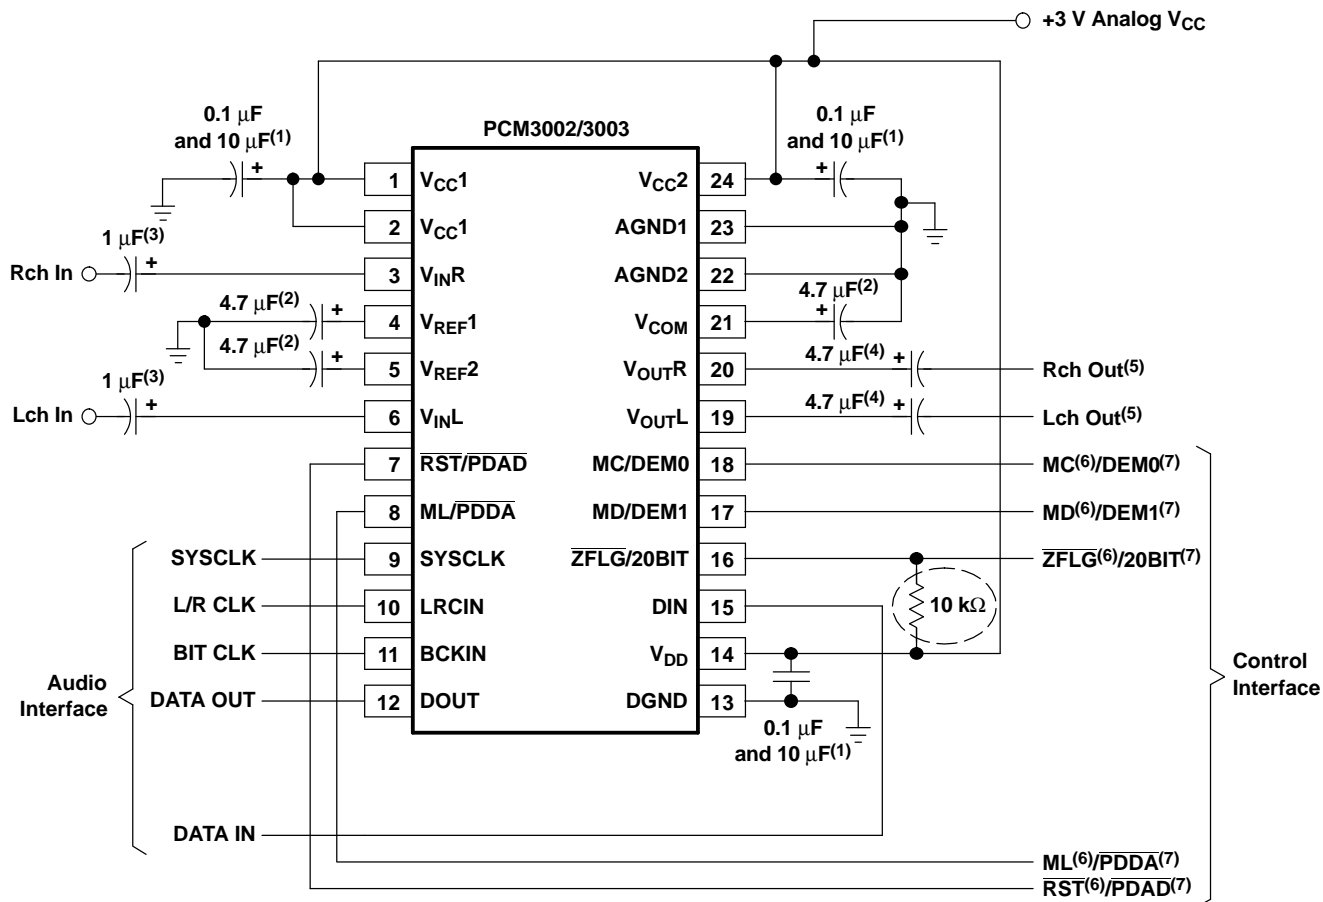 +3 V Analog VCC
0.1 μF
and 10 μF(1)
PCM3002/3003
0.1 μF
and 10 μF(1)
+
1
VCC1
VCC2
24
+
2
VCC1
AGND1
23
1 μF(3)
Rch In
+
3
VINR
AGND2
22
4.7 μF(2)
+
4
VREF1
VCOM
21
4.7 μF(2)
+
4.7 μF(2)
+
5
VREF2
VOUTR
20
4.7 μF(4)
+
Rch Out(5)
1 μF(3)
Lch In
+
6
VINL
VOUTL
19
4.7 μF(4)
+
Lch Out(5)
7
RST/PDAD
MC/DEM0
18
MC(6)/DEM0(7)
8
ML/PDDA
MD/DEM1
17
MD(6)/DEM1(7)
SYSCLK
9
SYSCLK
ZFLG/20BIT
16
ZFLG(6)/20BIT(7)
L/R CLK
10
LRCIN
DIN
15
10 kΩ
BIT CLK
11
BCKIN
VDD
14
DATA OUT
12
DOUT
DGND
13
0.1 μF
and 10 μF(1)
Audio
Interface
Control
Interface
DATA IN
ML(6)/PDDA(7)
RST(6)/PDAD(7)